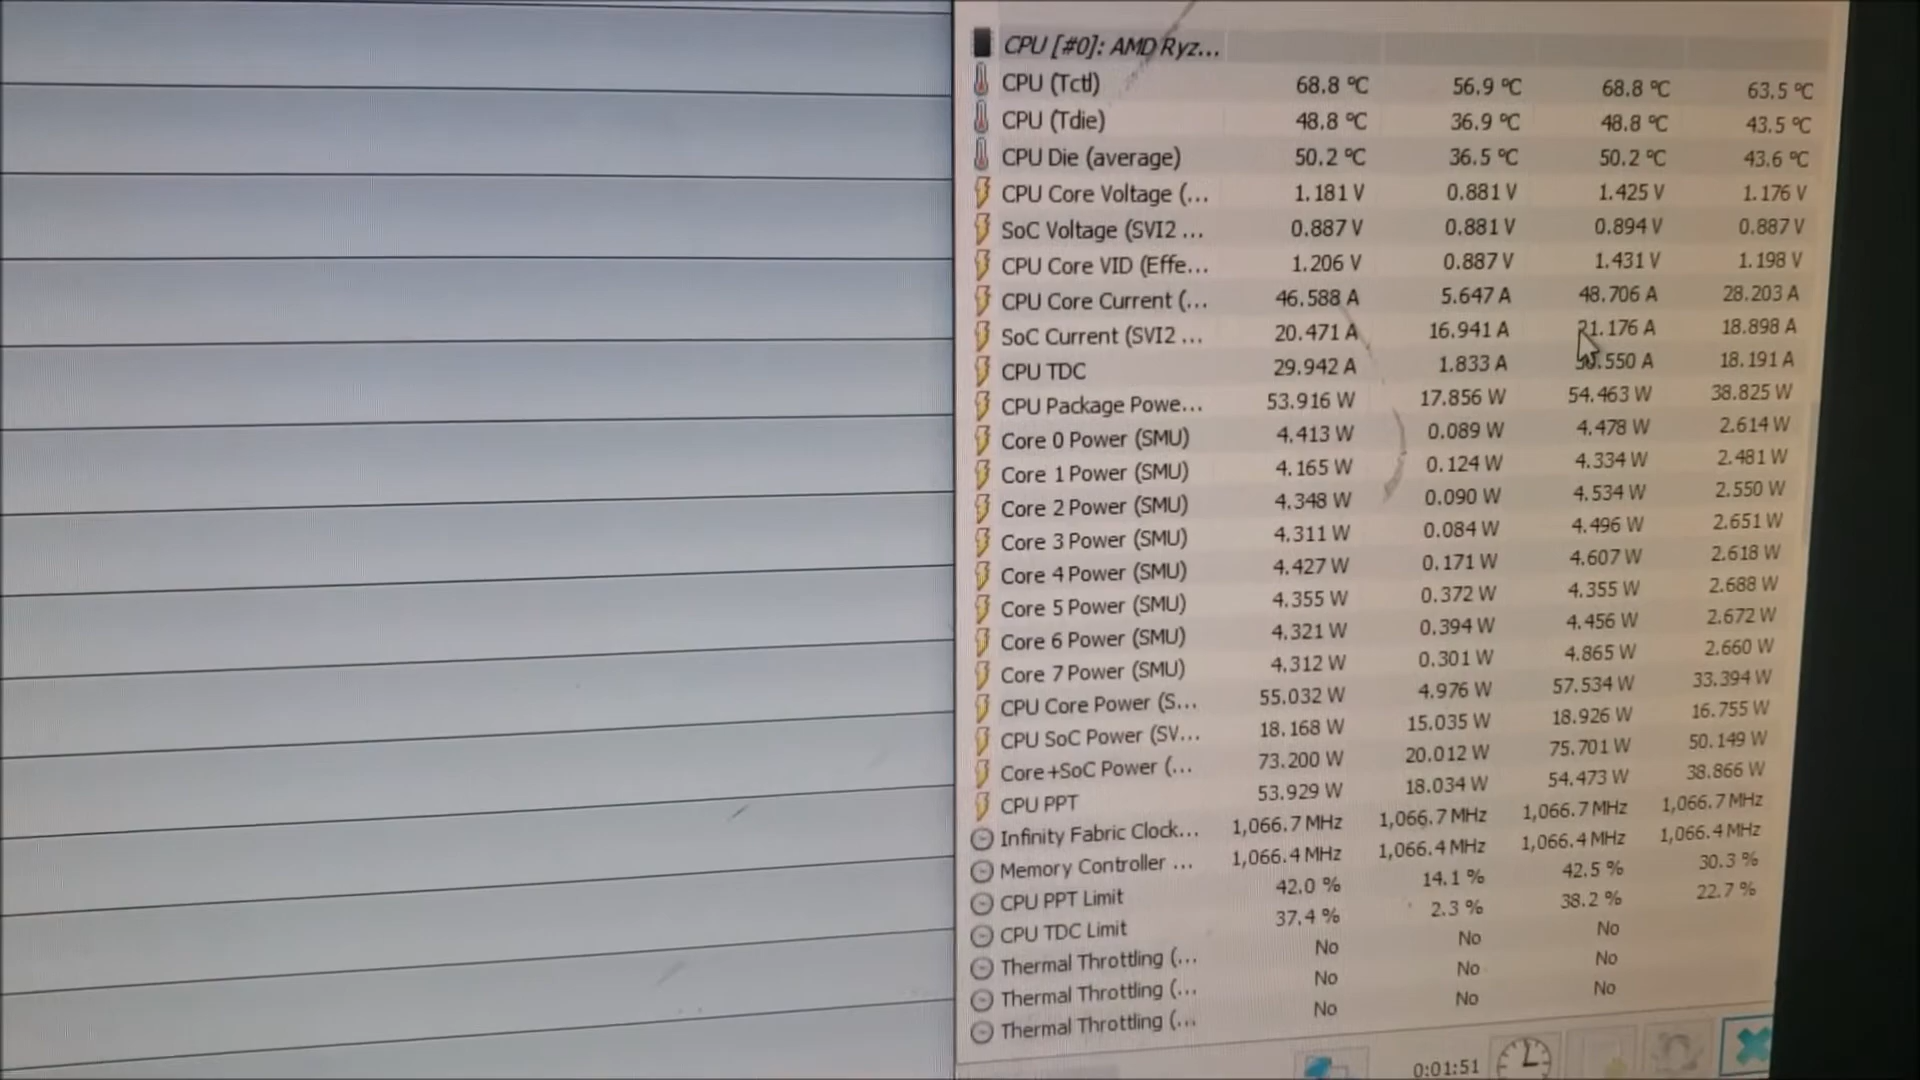 CPU [#0]: AMD Ryz...
CPU (Tctl) 68.8 °C 56.9 °C 68.8 °C 63.5 °C
CPU (Tdie) 48.8 °C 36.9 °C 48.8 °C 43.5 °C
CPU Die (average) 50.2 °C 36.5 °C 50.2 °C 43.6 °C
CPU Core Voltage (... 1.181 V 0.881 V 1.425 V 1.176 V
SoC Voltage (SVI2 ... 0.887 V 0.881 V 0.894 V 0.887 V
CPU Core VID (Effe... 1.206 V 0.887 V 1.431 V 1.198 V
CPU Core Current (... 46.588 A 5.647 A 48.706 A 28.203 A
SoC Current (SVI2 ... 20.471 A 16.941 A 21.176 A 18.898 A
CPU TDC 29.942 A 1.833 A 18.191 A
CPU Package Powe... 53.916 W 17.856 W 54.463 W 38.825 W
Core 0 Power (SMU) 4.413 W 0.089 W 4.478 W 2.614 W
Core 1 Power (SMU) 4.165 W 0.124 W 4.334 W 2.481 W
Core 2 Power (SMU) 4.348 W 0.090 W 4.534 W 2.550 W
Core 3 Power (SMU) 4.311 W 0.084 W 4.496 W 2.651 W
Core 4 Power (SMU) 4.427 W 0.171 W 4.607 W 2.618 W
Core 5 Power (SMU) 4.355 W 0.372 W 4.355 W 2.688 W
Core 6 Power (SMU) 4.321 W 0.394 W 4.456 W 2.672 W
Core 7 Power (SMU) 4.312 W 0.301 W 4.865 W 2.660 W
CPU Core Power (S... 55.032 W 4.976 W 57.534 W 33.394 W
CPU SoC Power (SV... 18.168 W 15.035 W 18.926 W 16.755 W
Core+SoC Power (... 73.200 W 20.012 W 75.701 W 50.149 W
CPU PPT 53.929 W 18.034 W 54.473 W 38.866 W
Infinity Fabric Clock... 1,066.7 MHz 1,066.7 MHz 1,066.7 MHz 1,066.7 MHz
Memory Controller ... 1,066.4 MHz 1,066.4 MHz 1,066.4 MHz 1,066.4 MHz
CPU PPT Limit 42.0 % 14.1 % 42.5 % 30.3 %
CPU TDC Limit 37.4 % 2.3 % 38.2 % 22.7 %
Thermal Throttling (... No No No
Thermal Throttling (... No No No
Thermal Throttling (... No No No
0:01:51